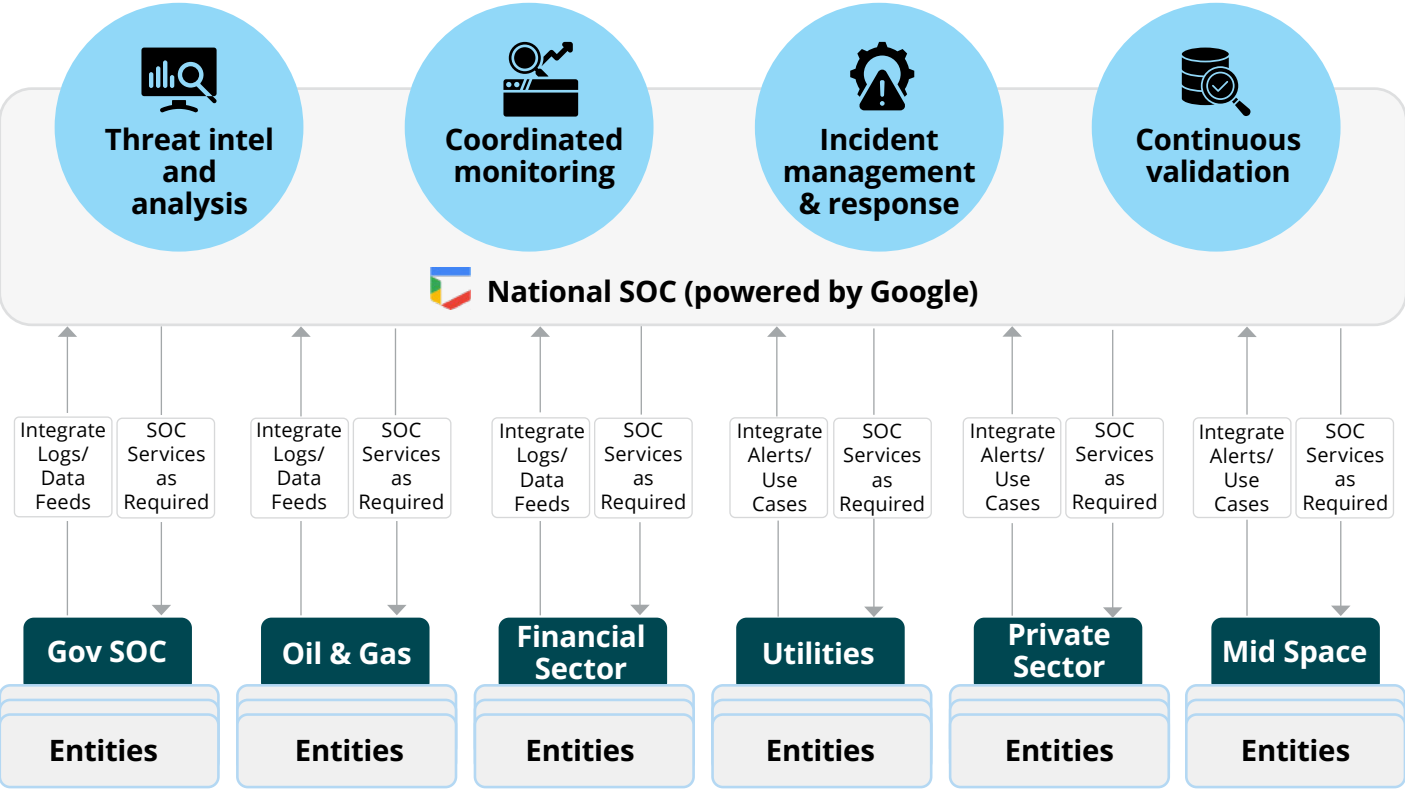 Threat intel
and
analysis
Coordinated
monitoring
Incident
management
& response
Continuous
validation
National SOC (powered by Google)
Integrate
Logs/
Data
Feeds
SOC
Services
as
Required
Integrate
Logs/
Data
Feeds
SOC
Services
as
Required
Integrate
Logs/
Data
Feeds
SOC
Services
as
Required
Integrate
Alerts/
Use
Cases
SOC
Services
as
Required
Integrate
Alerts/
Use
Cases
SOC
Services
as
Required
Integrate
Alerts/
Use
Cases
SOC
Services
as
Required
Gov SOC
Oil & Gas
Financial
Sector
Utilities
Private
Sector
Mid Space
Entities
Entities
Entities
Entities
Entities
Entities